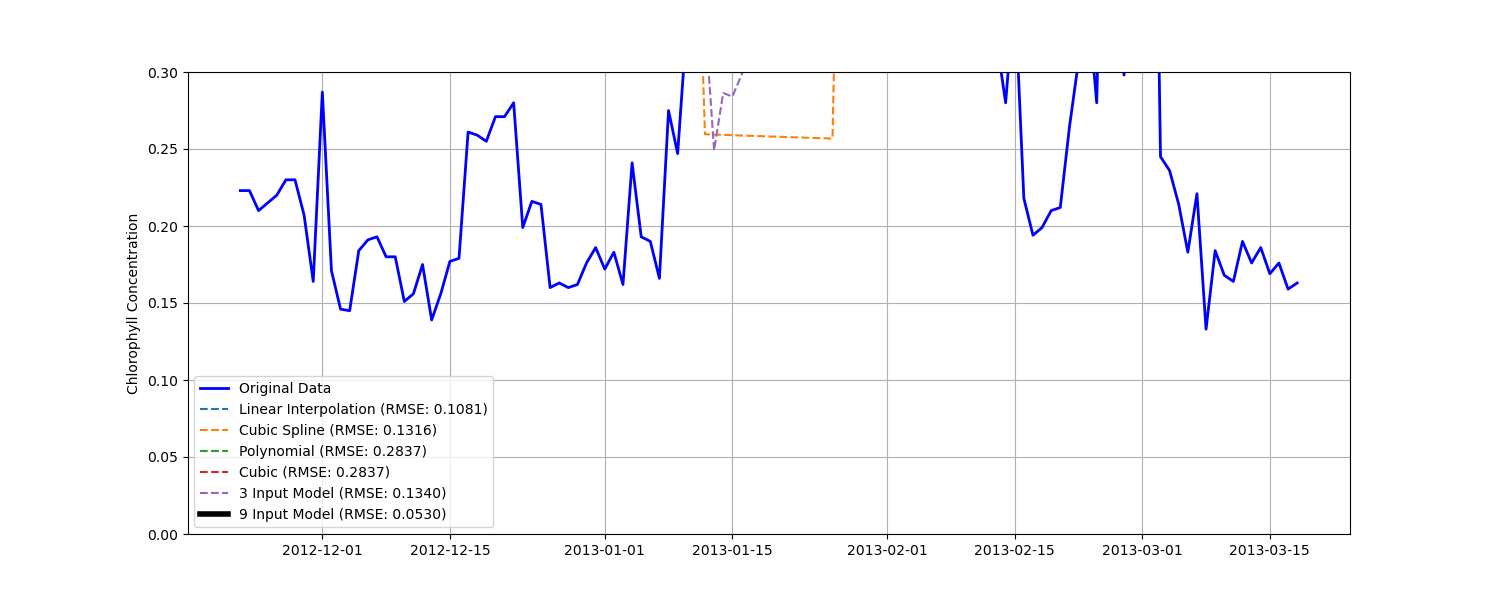 Chlorophyll Concentration
0.30
0.25
0.20
0.15
0.10
0.05
0.00
Original Data
Linear Interpolation (RMSE: 0.1081)
Cubic Spline (RMSE: 0.1316)
Polynomial (RMSE: 0.2837)
Cubic (RMSE: 0.2837)
3 Input Model (RMSE: 0.1340)
9 Input Model (RMSE: 0.0530)
2012-12-01 2012-12-15 2013-01-01 2013-01-15 2013-02-01 2013-02-15 2013-03-01 2013-03-15